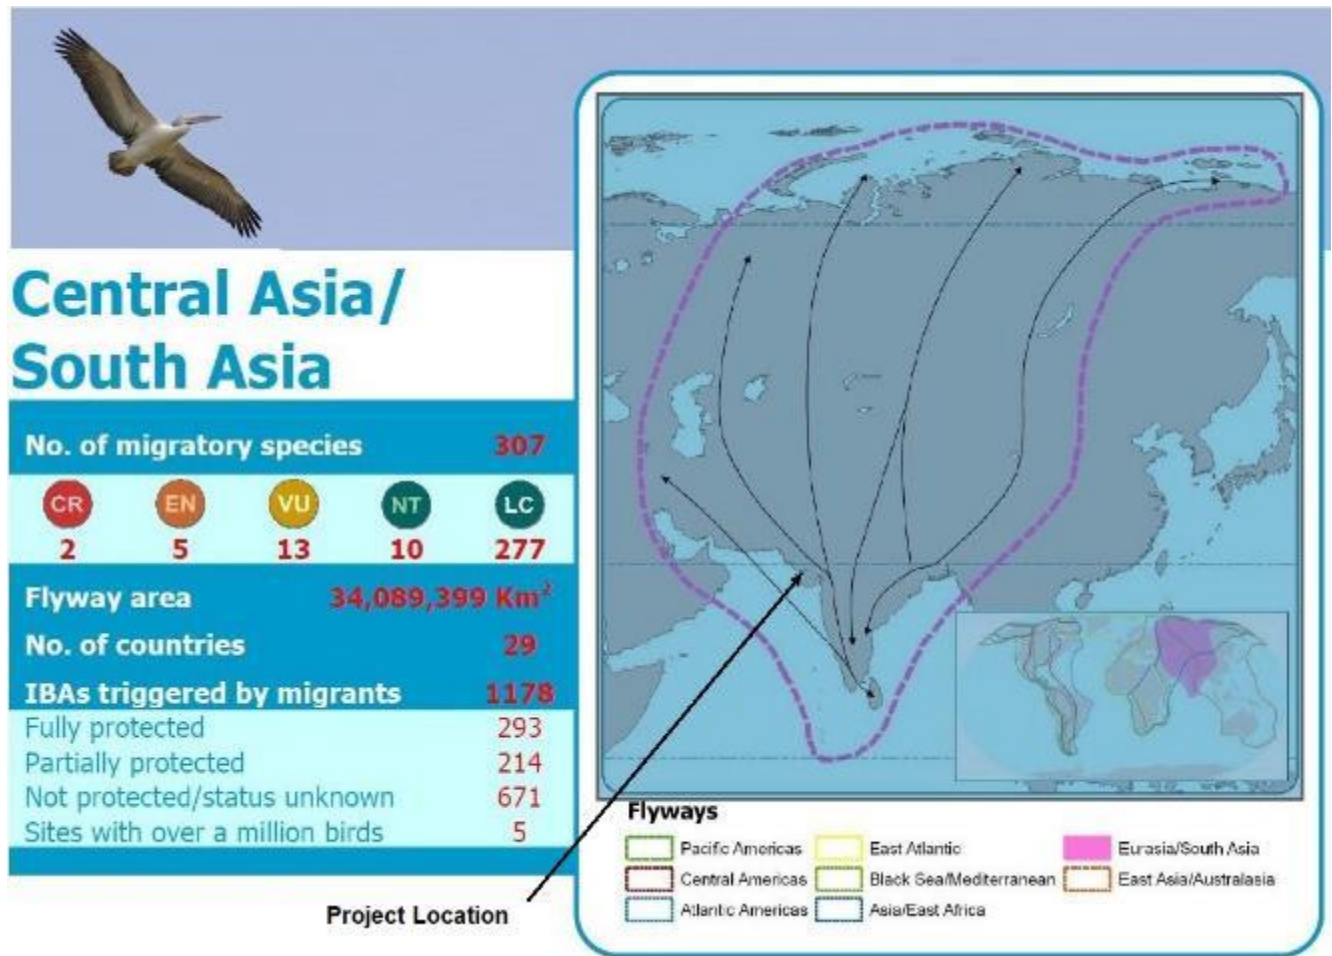 Central Asia/
South Asia
No. of migratory species 307
CR EN VU NT LC
2 5 13 10 277
Flyway area 34,089,399 Km²
No. of countries 29
IBAs triggered by migrants 1178
Fully protected 293
Partially protected 214
Not protected/status unknown 671
Sites with over a million birds 5
Project Location
Flyways
Pacific Americas East Atlantic Eurasia/South Asia
Central Americas Black Sea/Mediterranean East Asia/Australasia
Atlantic Americas Asia/East Africa